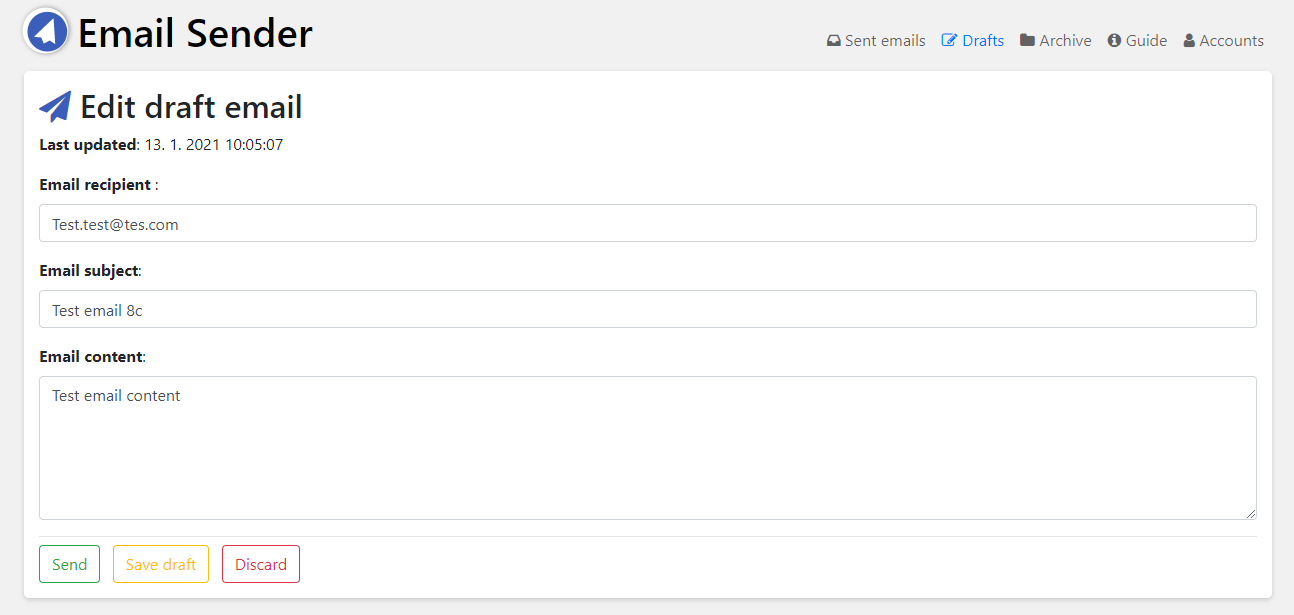 Email Sender
Sent emails Drafts Archive Guide Accounts
Edit draft email
Last updated: 13. 1. 2021 10:05:07
Email recipient :
Test.test@tes.com
Email subject:
Test email 8c
Email content:
Test email content
Send Save draft Discard